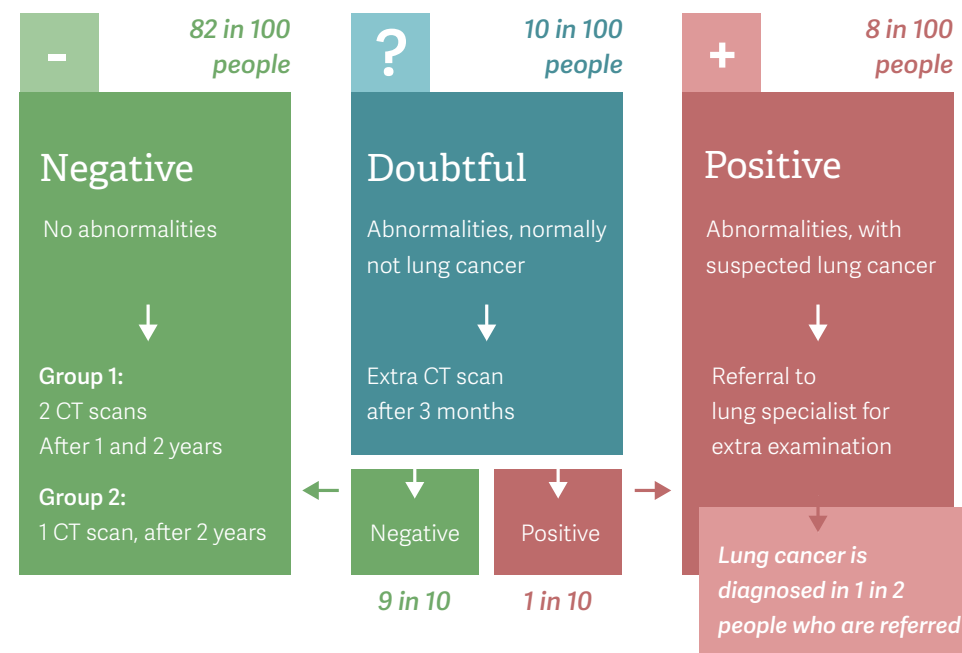 -
82 in 100
people
Negative
No abnormalities
Group 1:
2 CT scans
After 1 and 2 years
Group 2:
1 CT scan, after 2 years
?
10 in 100
people
Doubtful
Abnormalities, normally
not lung cancer
Extra CT scan
after 3 months
Negative
9 in 10
Positive
1 in 10
+
8 in 100
people
Positive
Abnormalities, with
suspected lung cancer
Referral to
lung specialist for
extra examination
Lung cancer is
diagnosed in 1 in 2
people who are referred